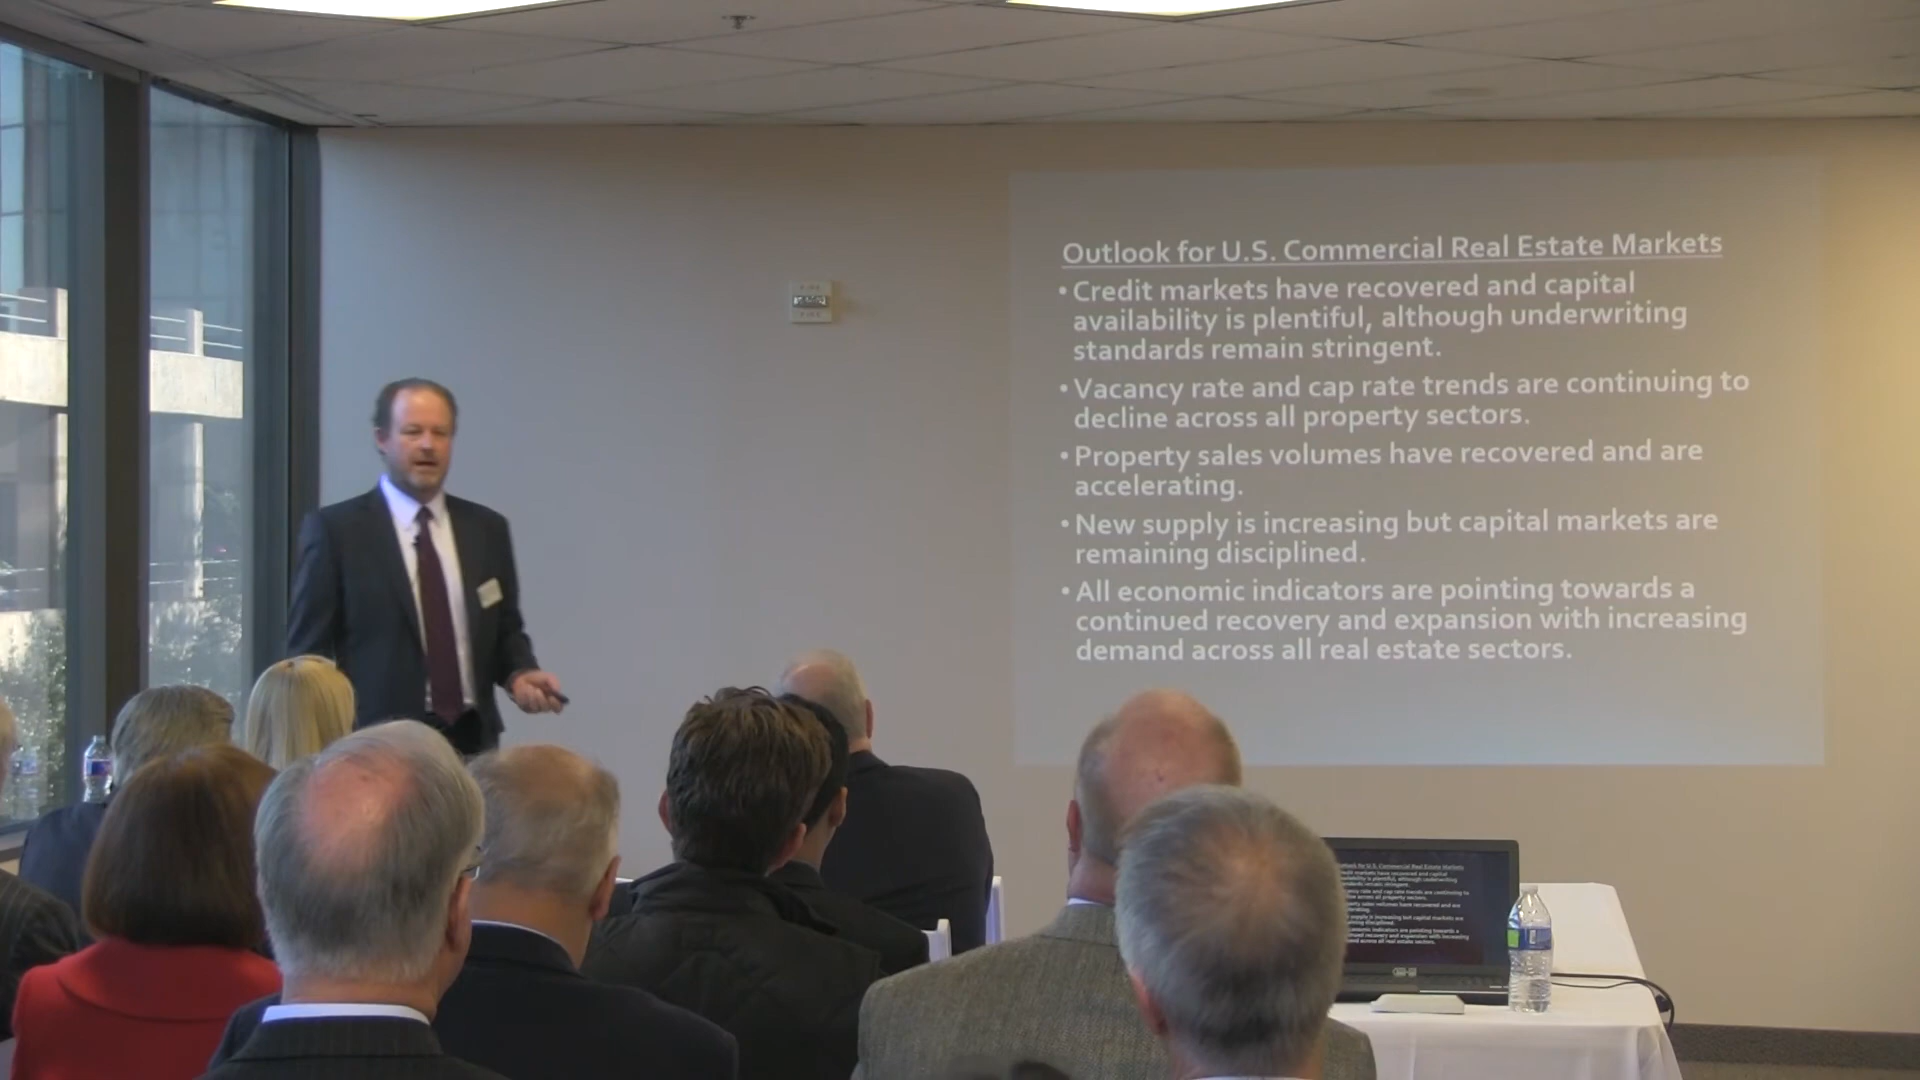 Outlook for U.S. Commercial Real Estate Markets
• Credit markets have recovered and capital
availability is plentiful, although underwriting
standards remain stringent.
• Vacancy rate and cap rate trends are continuing to
decline across all property sectors.
• Property sales volumes have recovered and are
accelerating.
• New supply is increasing but capital markets are
remaining disciplined.
• All economic indicators are pointing towards a
continued recovery and expansion with increasing
demand across all real estate sectors.